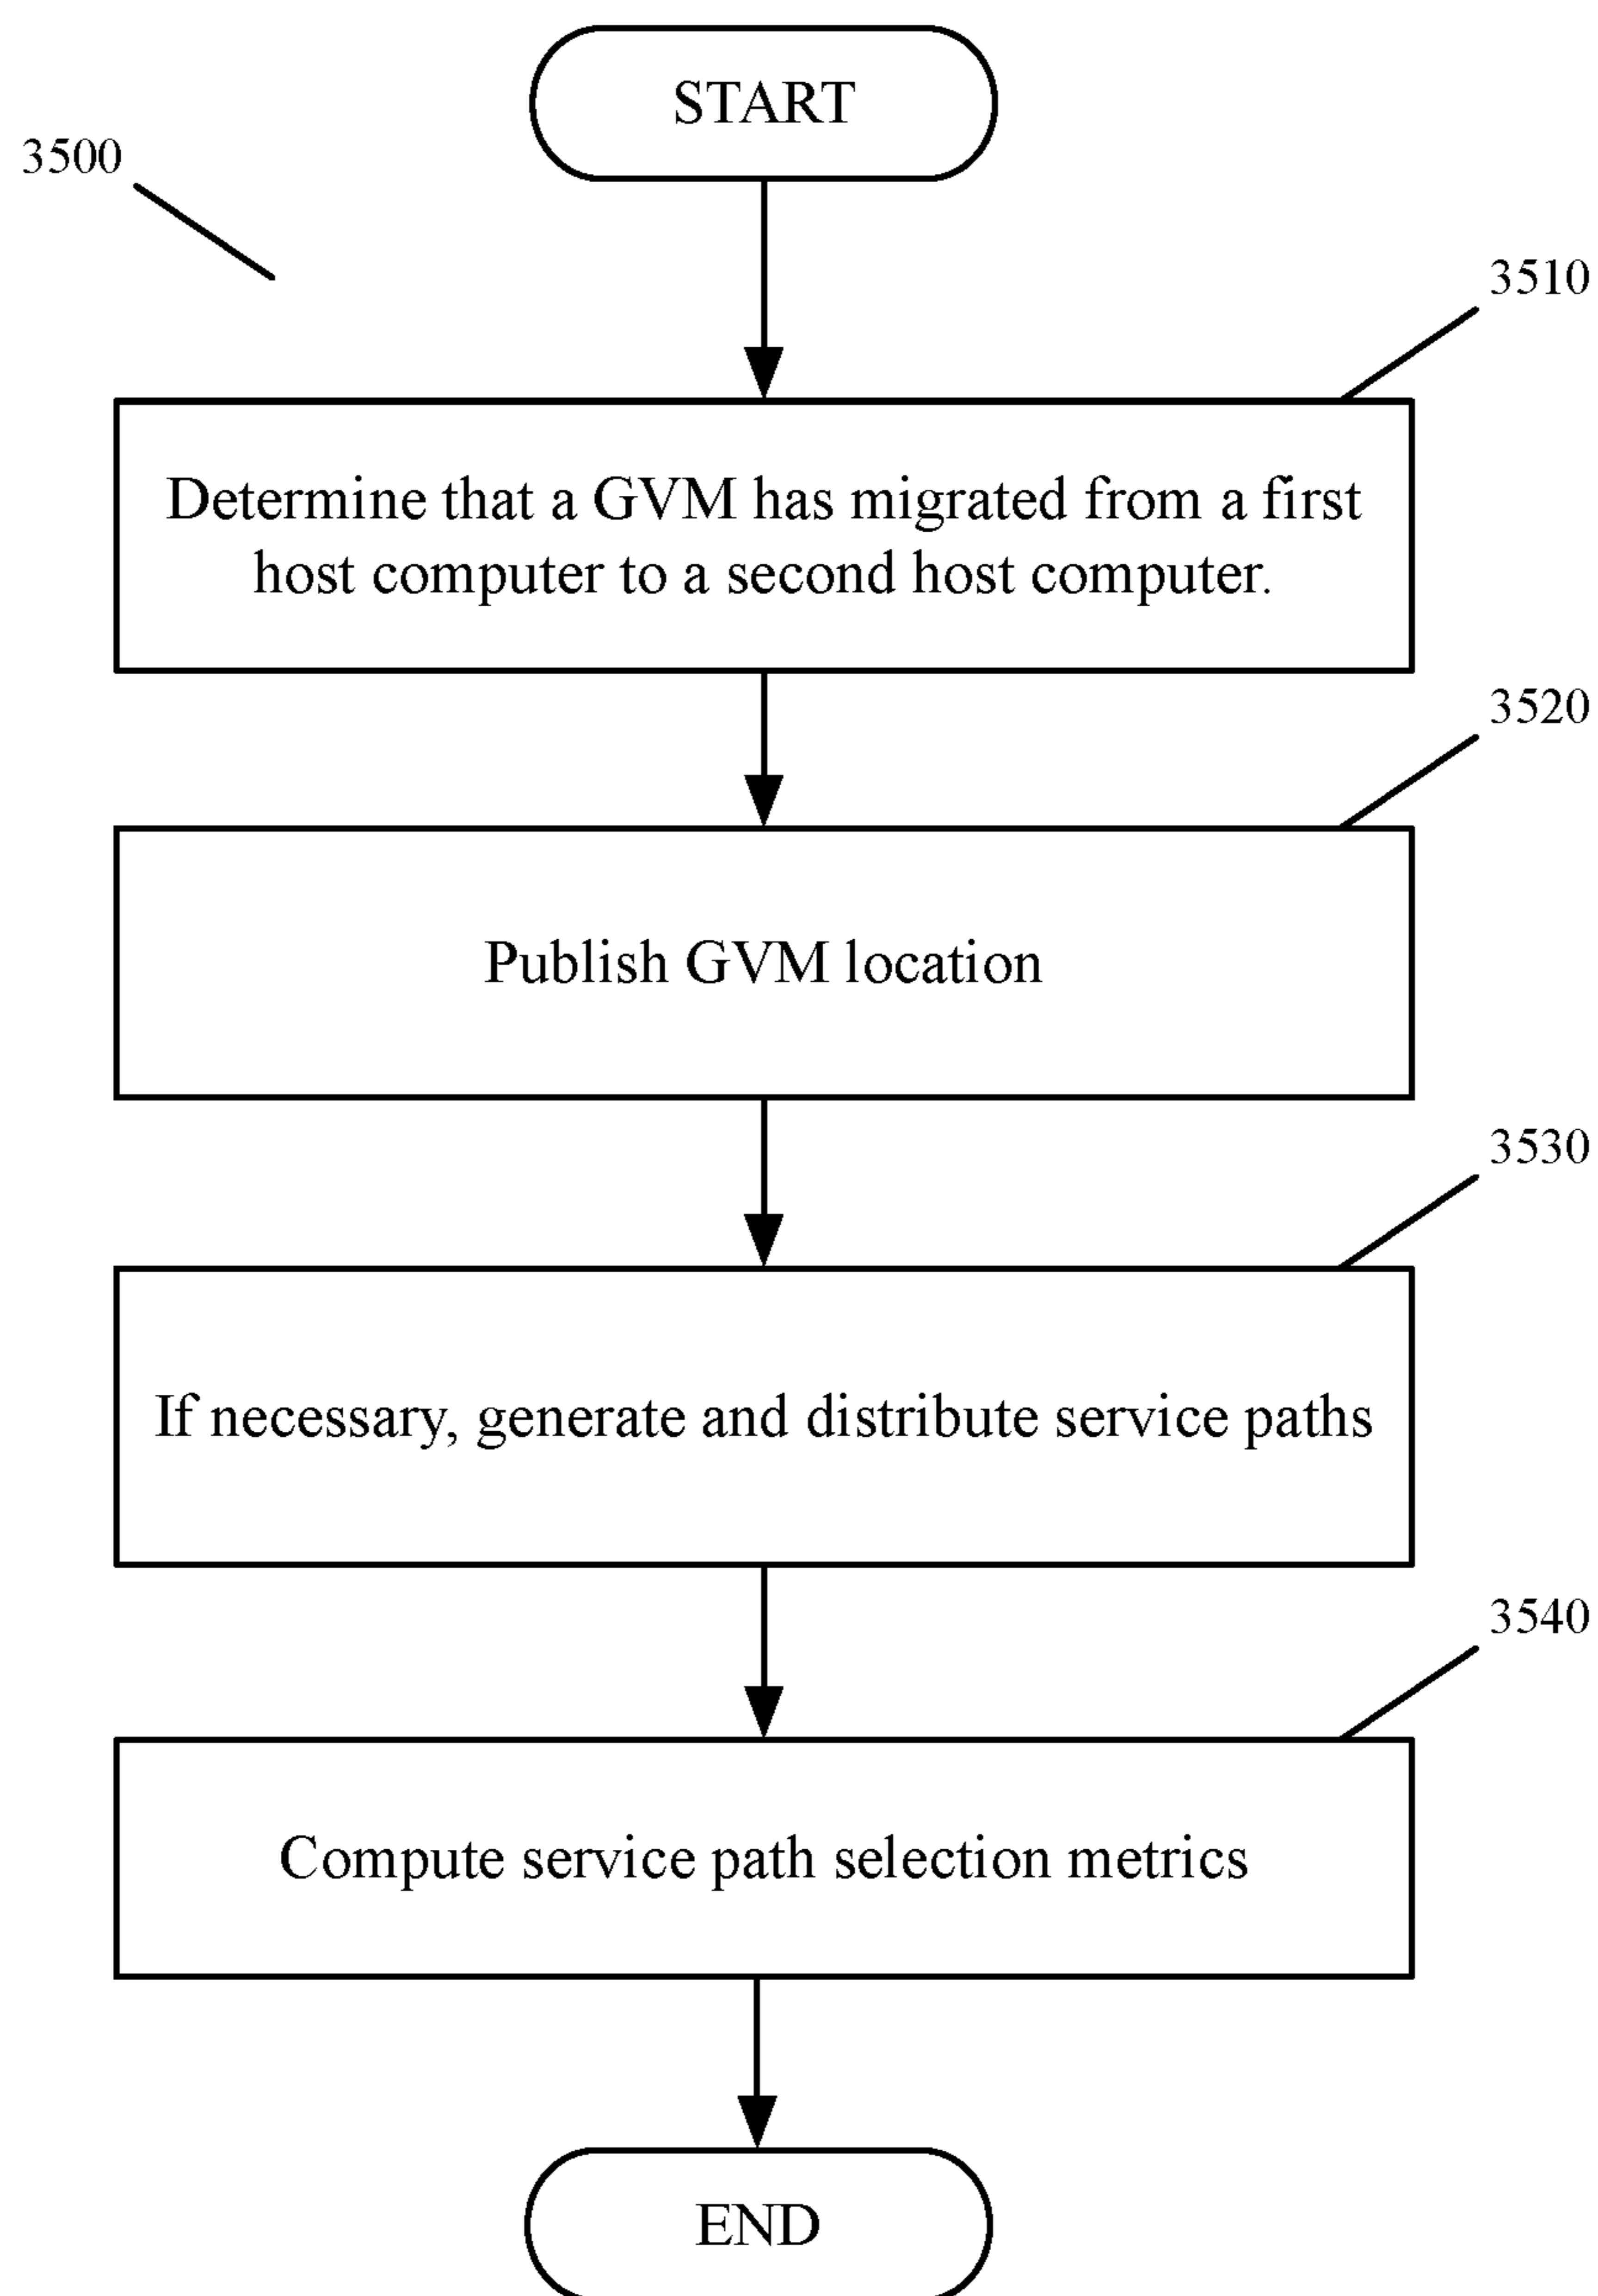 START
3500
3510
Determine that a GVM has migrated from a first
host computer to a second host computer.
3520
Publish GVM location
3530
If necessary, generate and distribute service paths
3540
Compute service path selection metrics
END